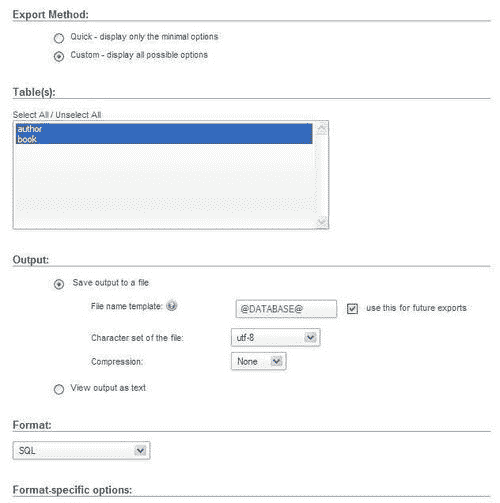 Export Method:
Quick - display only the minimal options
Custom - display all possible options
Table(s):
Select All / Unselect All
author
book
Output:
Save output to a file
File name template: @DATABASE@ use this for future exports
Character set of the file: utf-8
Compression: None
View output as text
Format:
SQL
Format-specific options: